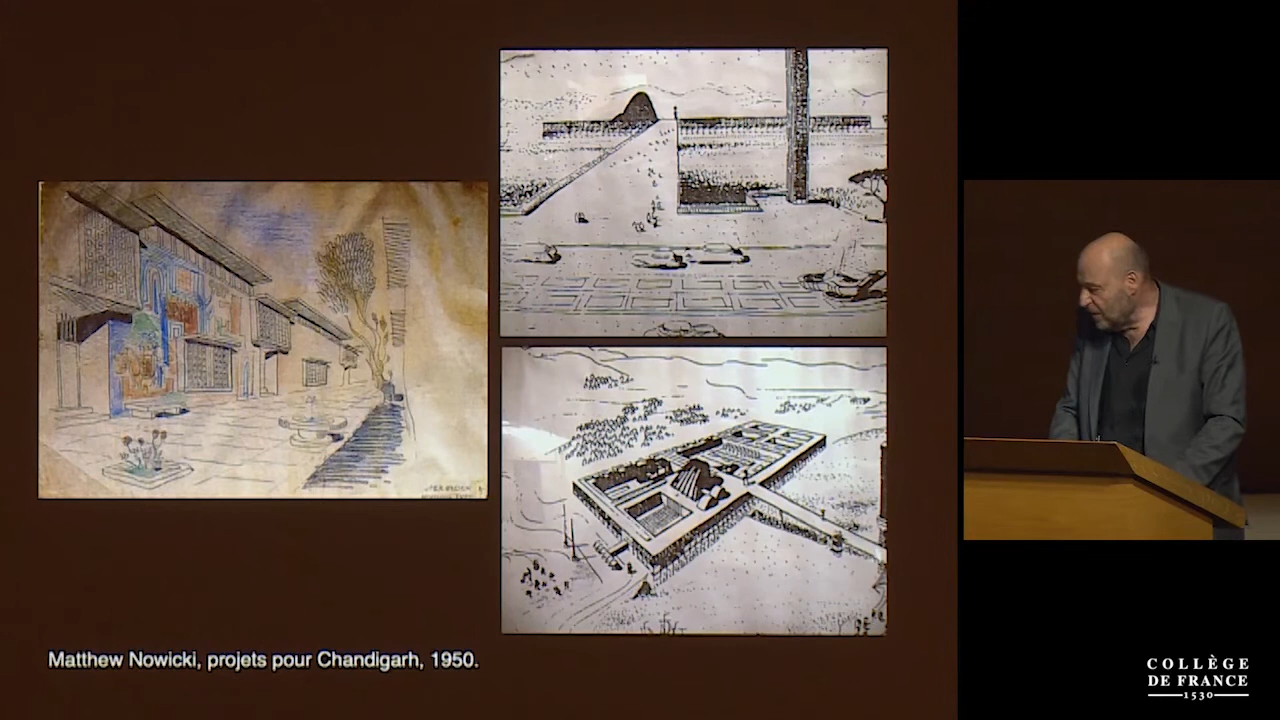 Matthew Nowicki, projets pour Chandigarh, 1950.
COLLÈGE
DE FRANCE
1530